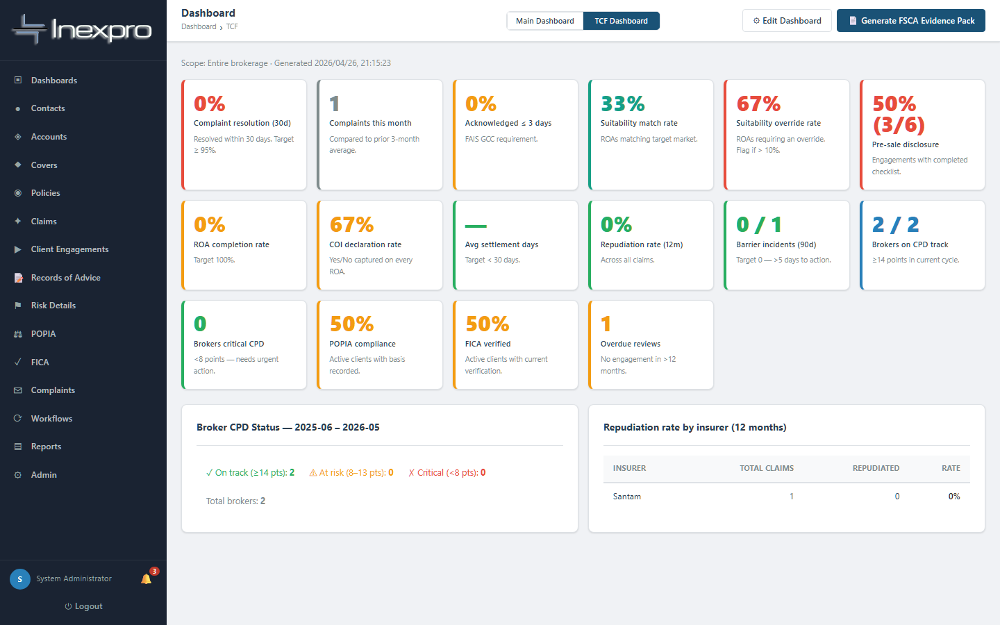 Inexpro
Dashboards
Contacts
Accounts
Covers
Policies
Claims
Client Engagements
Records of Advice
Risk Details
POPIA
FICA
Complaints
Workflows
Reports
Admin
S
System Administrator
3
Logout
Dashboard
Dashboard › TCF
Main Dashboard
TCF Dashboard
Edit Dashboard
Generate FSCA Evidence Pack
Scope: Entire brokerage · Generated 2026/04/26, 21:15:23
0%
Complaint resolution (30d)
Resolved within 30 days. Target
≥ 95%.
1
Complaints this month
Compared to prior 3-month
average.
0%
Acknowledged ≤ 3 days
FAIS GCC requirement.
33%
Suitability match rate
ROAs matching target market.
67%
Suitability override rate
ROAs requiring an override.
Flag if > 10%.
50%
(3/6)
Pre-sale disclosure
Engagements with completed
checklist.
0%
ROA completion rate
Target 100%.
67%
COI declaration rate
Yes/No captured on every
ROA.
—
Avg settlement days
Target < 30 days.
0%
Repudiation rate (12m)
Across all claims.
0 / 1
Barrier incidents (90d)
Target 0 — >5 days to action.
2 / 2
Brokers on CPD track
≥14 points in current cycle.
0
Brokers critical CPD
<8 points — needs urgent
action.
50%
POPIA compliance
Active clients with basis
recorded.
50%
FICA verified
Active clients with current
verification.
1
Overdue reviews
No engagement in >12
months.
Broker CPD Status — 2025-06 – 2026-05
✓ On track (≥14 pts): 2
⚠ At risk (8–13 pts): 0
✗ Critical (<8 pts): 0
Total brokers: 2
Repudiation rate by insurer (12 months)
INSURER TOTAL CLAIMS REPUDIATED RATE
Santam 1 0 0%